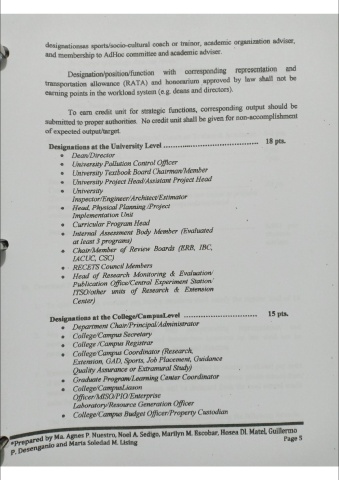 designationses sports/socio-cultural coach or trainor, academic organization adviser,
and membership to AdHoc committee and academic adviser.
Designation/position/function with corresponding representation and
transportation allowance (RATA) and honorarium approved by law shall not be
earning points in the workload system (e.g. deans and directors).
To earn credit unit for strategic functions, corresponding output should be
submitted to proper authorities. No credit unit shall be given for non-accomplishment
of expected output/target.
Designations at the University Level ...................................... 18 pts.
• Dean/Director
• University Pollution Control Officer
• University Textbook Board Chairman/Member
• University Project Head/Assistant Project Head
• University
Inspector/Engineer/Architect/Estimator
• Head, Physical Planning /Project
Implementation Unit
• Curricular Program Head
• Internal Assessment Body Member (Evaluated
at least 3 programs)
• Chair/Member of Review Boards (ERB, IBC,
IACUC, CSC)
• RECETS Council Members
• Head of Research Monitoring & Evaluation/
Publication Office/Central Experiment Station/
ITSO/other units of Research & Extension
Center)
Designations at the College/CampusLevel .............................. 15 pts.
• Department Chair/Principal/Administrator
• College/Campus Secretary
• College /Campus Registrar
• College/Campus Coordinator (Research,
Extension, GAD, Sports, Job Placement, Guidance
Quality Assurance or Extramural Study)
• Graduate Program/Learning Center Coordinator
• College/CampusLiason
Officer/MISO/PIO/Enterprise
Laboratory/Resource Generation Officer
• College/Campus Budget Officer/Property Custodian
*Prepared by Ma. Agnes P. Nuestro, Noel A. Sedigo, Marilyn M. Escobar, Hosea DL Matel, Guillermo
P. Desenganio and Maria Soledad M. Lising Page 5